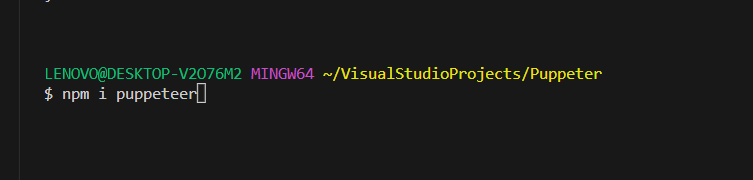 LENOVO@DESKTOP-V2O76M2 MINGW64 ~/VisualStudioProjects/Puppeter
$ npm i puppeteer